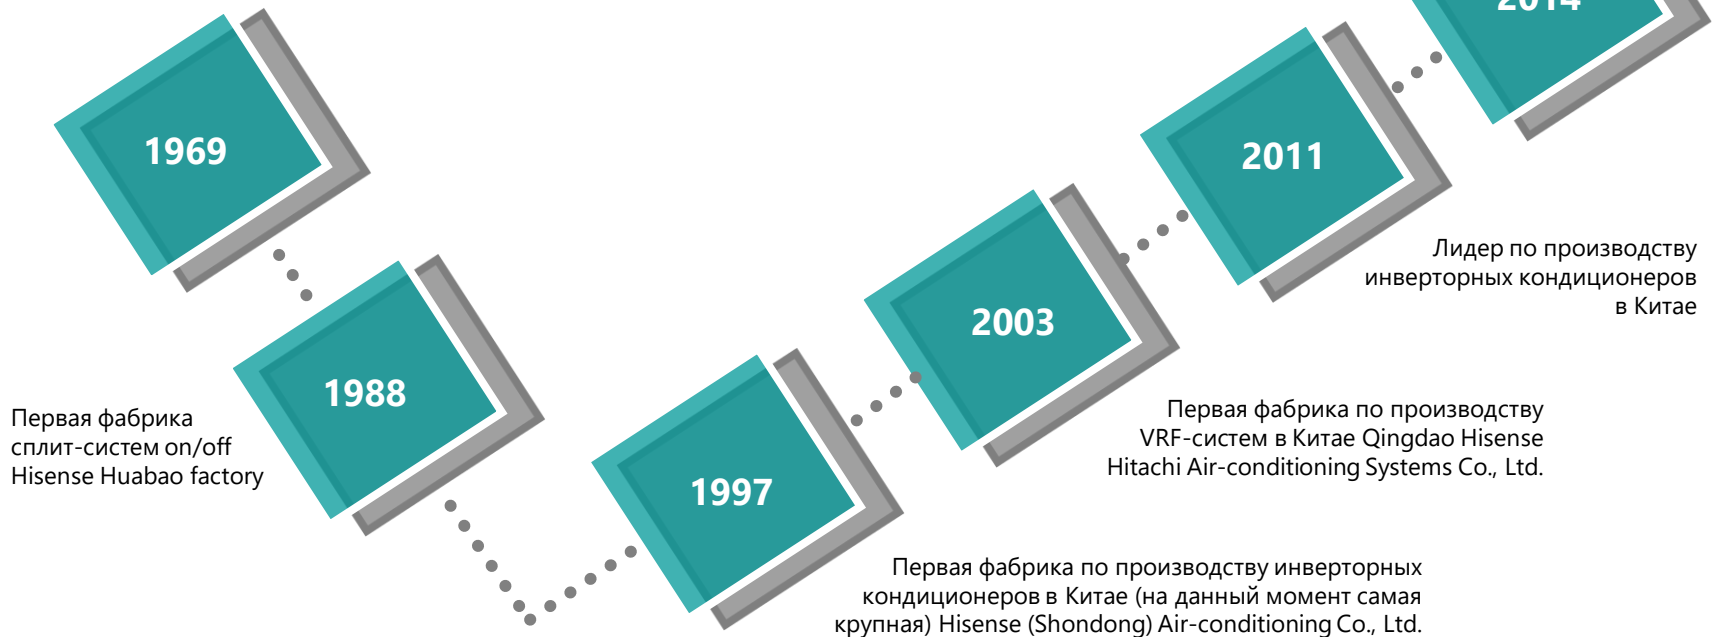 1969
1988
Первая фабрика
сплит-систем on/off
Hisense Huabao factory
1997
Первая фабрика по производству инверторных
кондиционеров в Китае (на данный момент самая
крупная) Hisense (Shondong) Air-conditioning Co., Ltd.
2003
Первая фабрика по производству
VRF-систем в Китае Qingdao Hisense
Hitachi Air-conditioning Systems Co., Ltd.
2011
Лидер по производству
инверторных кондиционеров
в Китае
2014